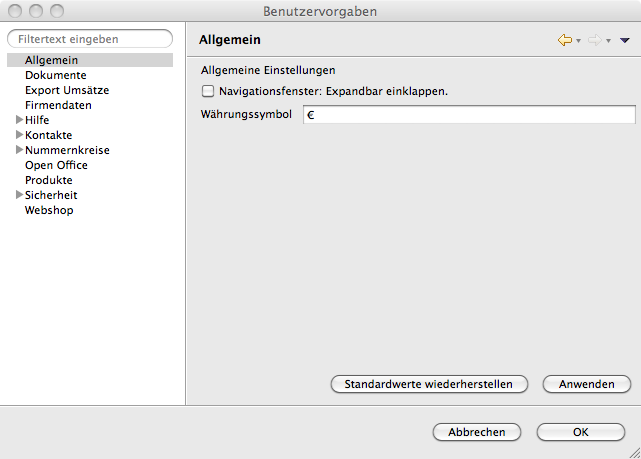 Benutzervorgaben
Filtertext eingeben
Allgemein
Dokumente
Export Umsätze
Firmendaten
Hilfe
Kontakte
Nummernkreise
Open Office
Produkte
Sicherheit
Webshop
Allgemein
Allgemeine Einstellungen
Navigationsfenster: Expandbar einklappen.
Währungssymbol €
Standardwerte wiederherstellen Anwenden
Abbrechen OK